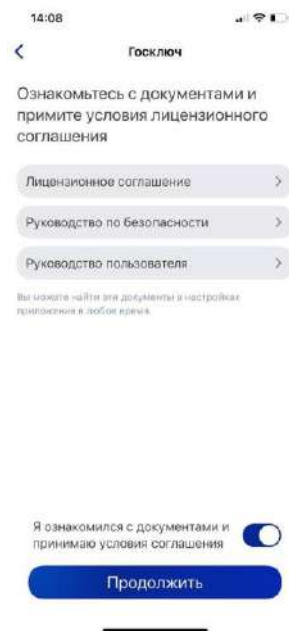 14:08
Госключ
Ознакомьтесь с документами и
примите условия лицензионного
соглашения
Лицензионное соглашение
Руководство по безопасности
Руководство пользователя
Вы можете найти эти документы в настройках
приложения в любое время.
Я ознакомился с документами и
принимаю условия соглашения
Продолжить